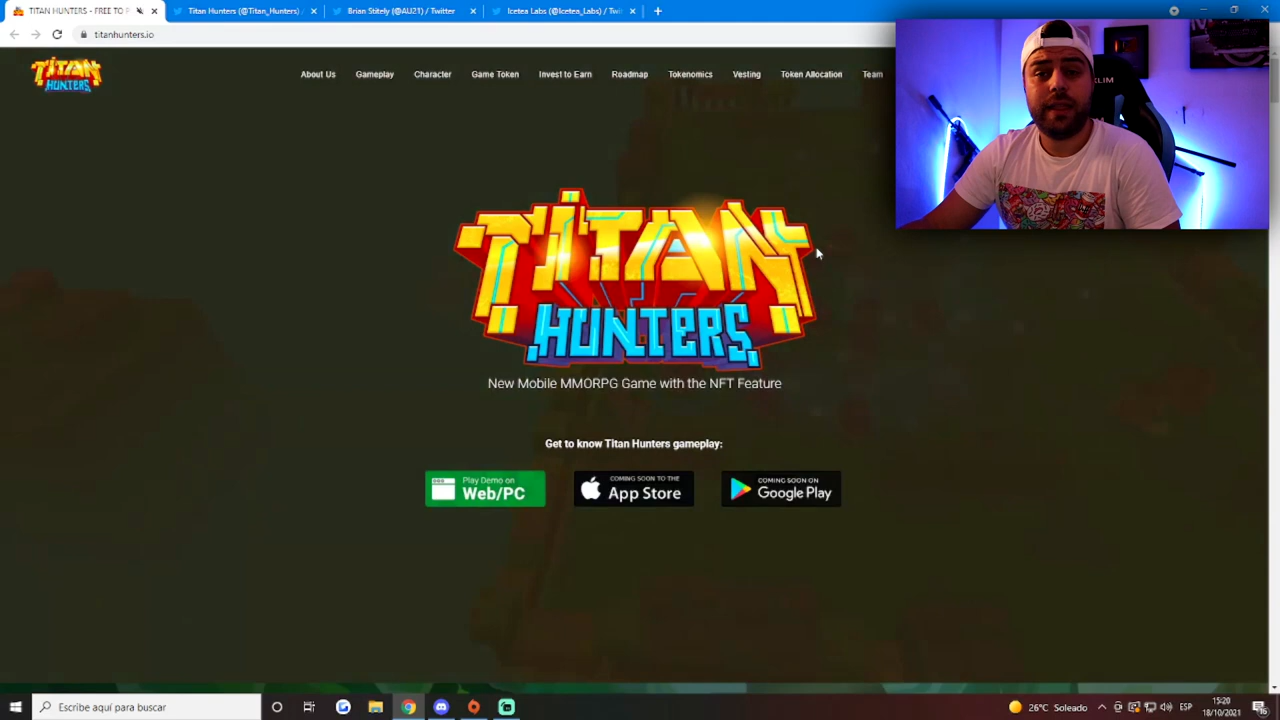 TITAN HUNTERS - FREE TO P
Titan Hunters (@Titan_Hunters) /
Brian Stitely (@AU21) / Twitter
Icetea Labs (@Icetea_Labs) / Twi
titanhunters.io
TITAN
HUNTERS
About Us
Gameplay
Character
Game Token
Invest to Earn
Roadmap
Tokenomics
Vesting
Token Allocation
Team
KLIM
TITAN
HUNTERS
New Mobile MMORPG Game with the NFT Feature
Get to know Titan Hunters gameplay:
Play Demo on
Web/PC
COMING SOON TO THE
App Store
COMING SOON ON
Google Play
Escribe aquí para buscar
26°C Soleado
ESP
15:20
18/10/2021